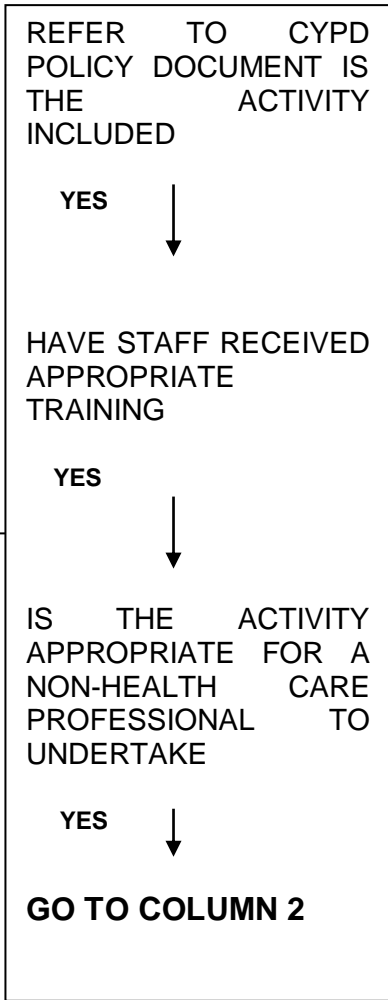 REFER TO CYPD
POLICY DOCUMENT IS
THE ACTIVITY
INCLUDED
YES
HAVE STAFF RECEIVED
APPROPRIATE
TRAINING
YES
IS THE ACTIVITY
APPROPRIATE FOR A
NON-HEALTH CARE
PROFESSIONAL TO
UNDERTAKE
YES
GO TO COLUMN 2